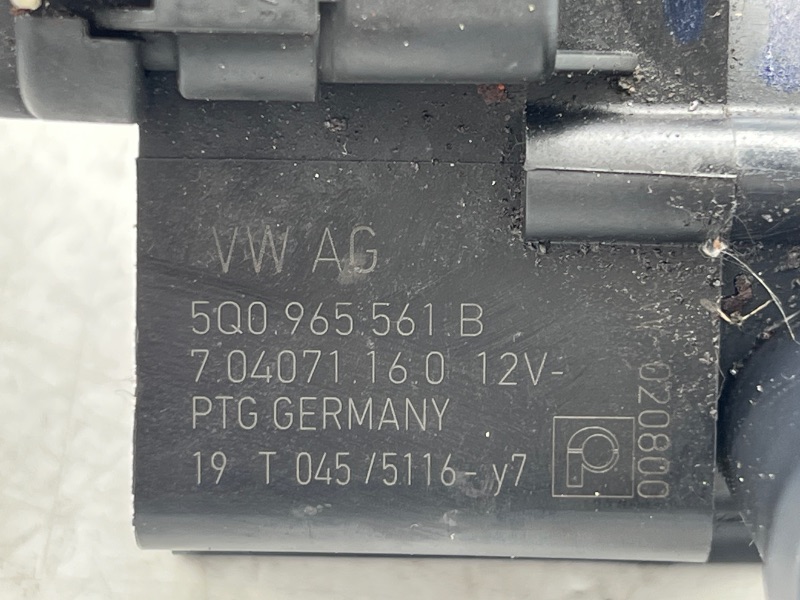 VW AG
5Q0.965.561.B
7.04071.16.0 12V-
PTG GERMANY
19 T 045/5116- y7
020800